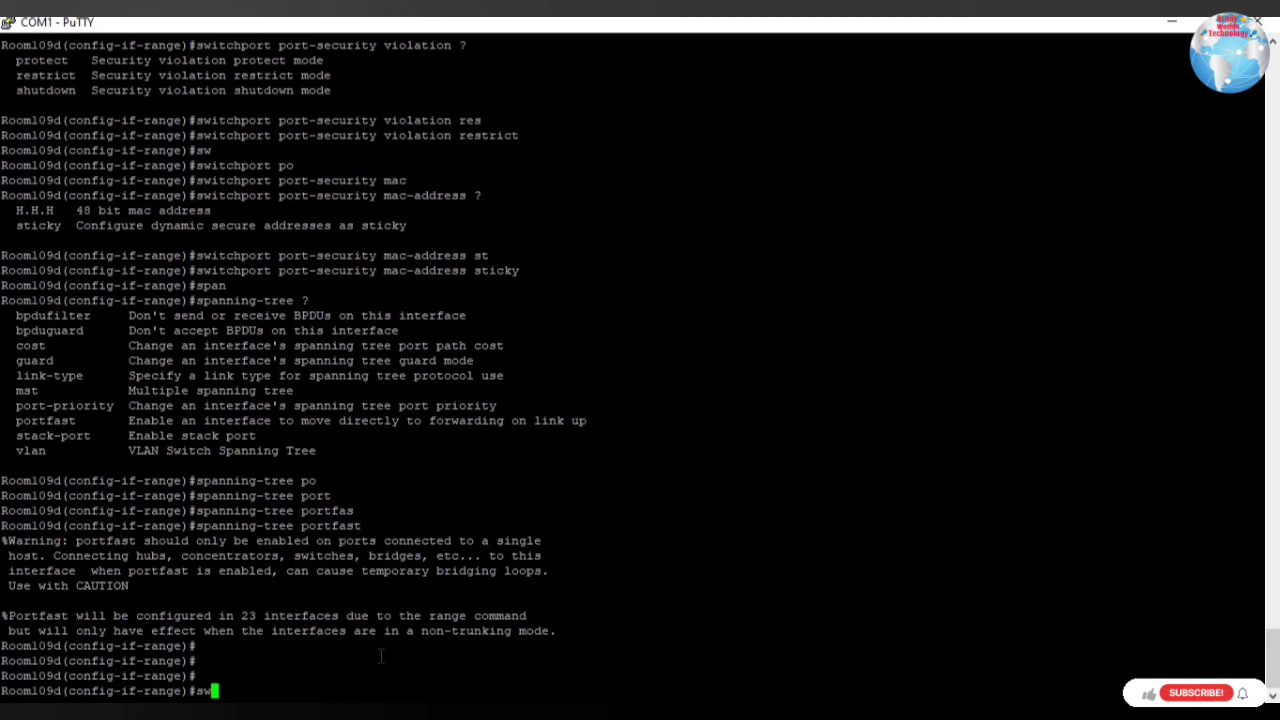 COM1 - PuTTY
Study
Worlds
Technology
Room109d(config-if-range)#switchport port-security violation ?
protect Security violation protect mode
restrict Security violation restrict mode
shutdown Security violation shutdown mode
Room109d(config-if-range)#switchport port-security violation res
Room109d(config-if-range)#switchport port-security violation restrict
Room109d(config-if-range)#sw
Room109d(config-if-range)#switchport po
Room109d(config-if-range)#switchport port-security mac
Room109d(config-if-range)#switchport port-security mac-address ?
H.H.H 48 bit mac address
sticky Configure dynamic secure addresses as sticky
Room109d(config-if-range)#switchport port-security mac-address st
Room109d(config-if-range)#switchport port-security mac-address sticky
Room109d(config-if-range)#span
Room109d(config-if-range)#spanning-tree ?
bpdufilter Don't send or receive BPDUs on this interface
bpduguard Don't accept BPDUs on this interface
cost Change an interface's spanning tree port path cost
guard Change an interface's spanning tree guard mode
link-type Specify a link type for spanning tree protocol use
mst Multiple spanning tree
port-priority Change an interface's spanning tree port priority
portfast Enable an interface to move directly to forwarding on link up
stack-port Enable stack port
vlan VLAN Switch Spanning Tree
Room109d(config-if-range)#spanning-tree po
Room109d(config-if-range)#spanning-tree port
Room109d(config-if-range)#spanning-tree portfas
Room109d(config-if-range)#spanning-tree portfast
%Warning: portfast should only be enabled on ports connected to a single
host. Connecting hubs, concentrators, switches, bridges, etc... to this
interface when portfast is enabled, can cause temporary bridging loops.
Use with CAUTION
%Portfast will be configured in 23 interfaces due to the range command
but will only have effect when the interfaces are in a non-trunking mode.
Room109d(config-if-range)#
Room109d(config-if-range)#
Room109d(config-if-range)#
Room109d(config-if-range)#sw
SUBSCRIBE!